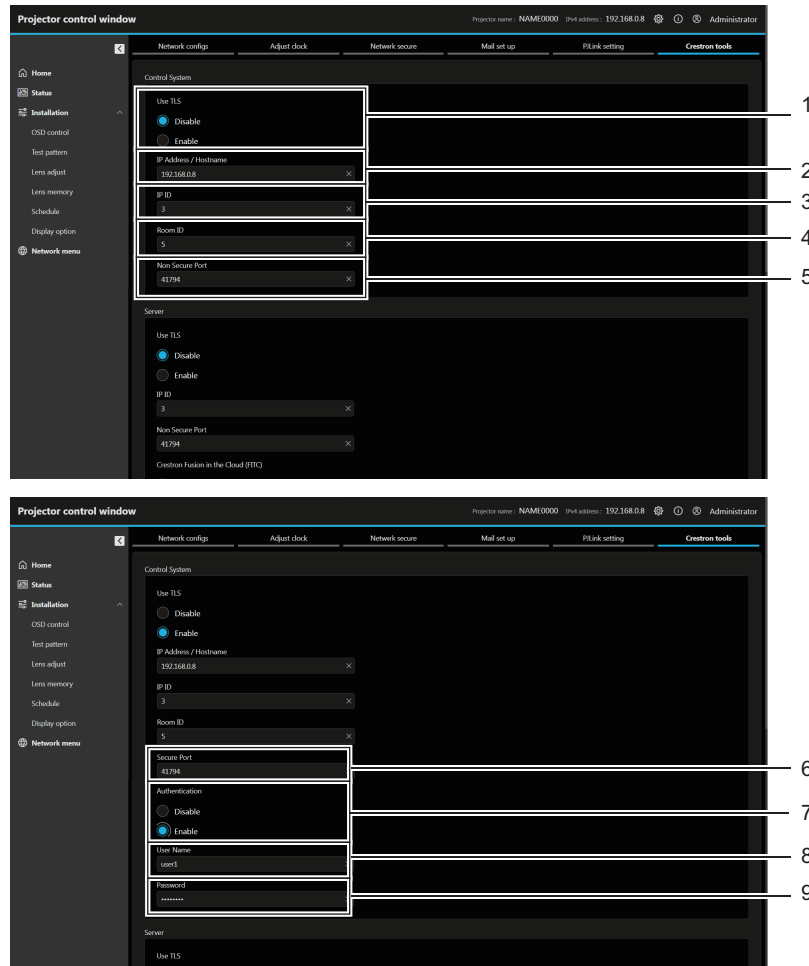 Projector control window
Projector name : NAME0000 IPv4 address : 192.168.0.8 Administrator
Network configs Adjust clock Network secure Mail set up PJLink setting Crestron tools
Home
Status
Installation
OSD control
Test pattern
Lens adjust
Lens memory
Schedule
Display option
Network menu
Control System
Use TLS
Disable
Enable
IP Address / Hostname
192.168.0.8
IP ID
3
Room ID
5
Non Secure Port
41794
Server
Use TLS
Disable
Enable
IP ID
3
Non Secure Port
41794
Crestron Fusion in the Cloud (FITC)
1
2
3
4
5
Projector control window
Projector name : NAME0000 IPv4 address : 192.168.0.8 Administrator
Network configs Adjust clock Network secure Mail set up PJLink setting Crestron tools
Home
Status
Installation
OSD control
Test pattern
Lens adjust
Lens memory
Schedule
Display option
Network menu
Control System
Use TLS
Disable
Enable
IP Address / Hostname
192.168.0.8
IP ID
3
Room ID
5
Secure Port
41794
Authentication
Disable
Enable
User Name
user1
Password
••••••••
Server
Use TLS
6
7
8
9